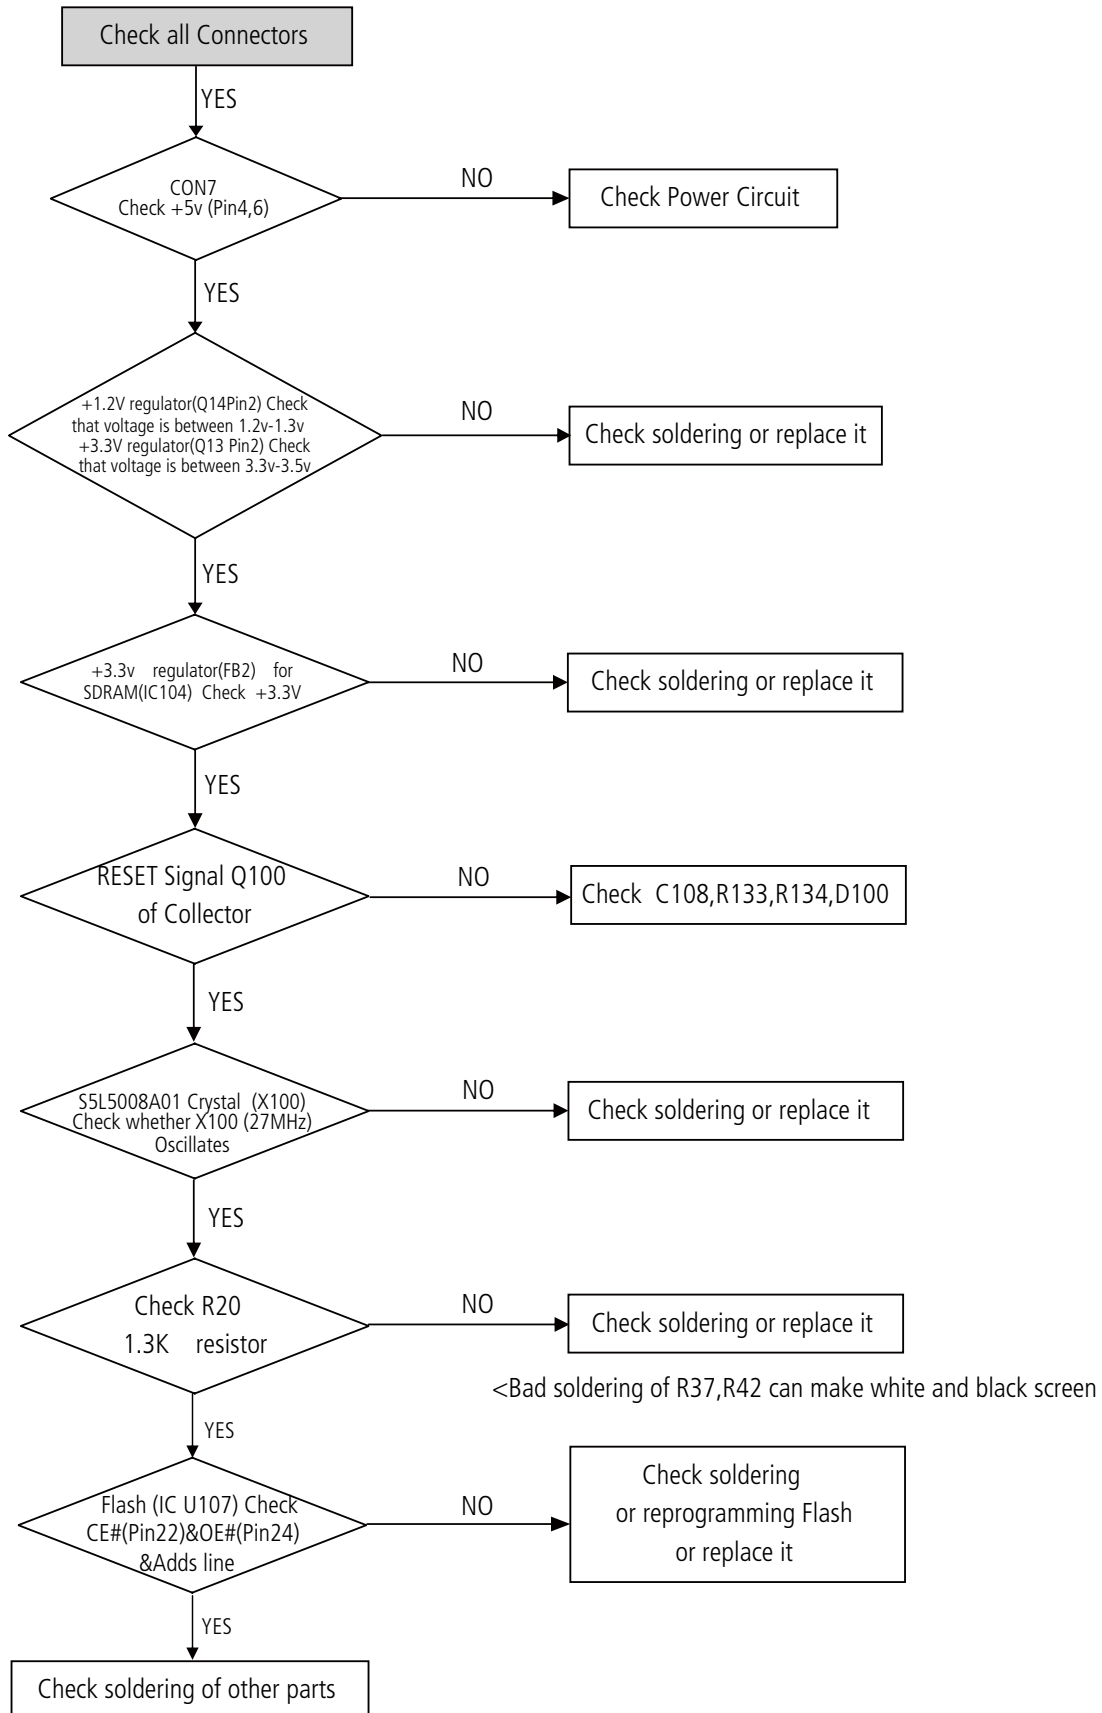 Check all Connectors
YES
CON7
Check +5v (Pin4,6)
NO
Check Power Circuit
YES
+1.2V regulator(Q14Pin2) Check
that voltage is between 1.2v-1.3v
+3.3V regulator(Q13 Pin2) Check
that voltage is between 3.3v-3.5v
NO
Check soldering or replace it
YES
+3.3v regulator(FB2) for
SDRAM(IC104) Check +3.3V
NO
Check soldering or replace it
YES
RESET Signal Q100
of Collector
NO
Check C108,R133,R134,D100
YES
S5L5008A01 Crystal (X100)
Check whether X100 (27MHz)
Oscillates
NO
Check soldering or replace it
YES
Check R20
1.3K resistor
NO
Check soldering or replace it
<Bad soldering of R37,R42 can make white and black screen
YES
Flash (IC U107) Check
CE#(Pin22)&OE#(Pin24)
&Adds line
NO
Check soldering
or reprogramming Flash
or replace it
YES
Check soldering of other parts